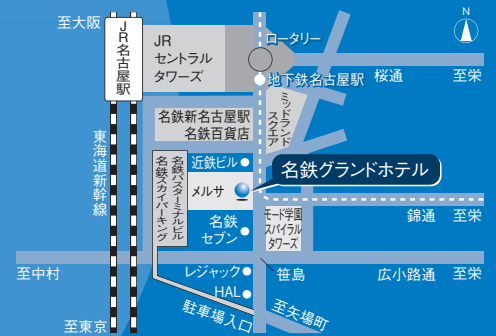 至大阪
JR名古屋駅
JR
セントラル
タワーズ
ロータリー
N
地下鉄名古屋駅
桜通
至栄
ミッドランド
スクエア
名鉄新名古屋駅
名鉄百貨店
東海道新幹線
名鉄バスターミナルビル
名鉄スカイパーキング
近鉄ビル
名鉄グランドホテル
メルサ
名鉄
セブン
モード学園
スパイラル
タワーズ
錦通
至栄
至中村
レジャック
笹島
広小路通
至栄
HAL
駐車場入口
至矢場町
至東京